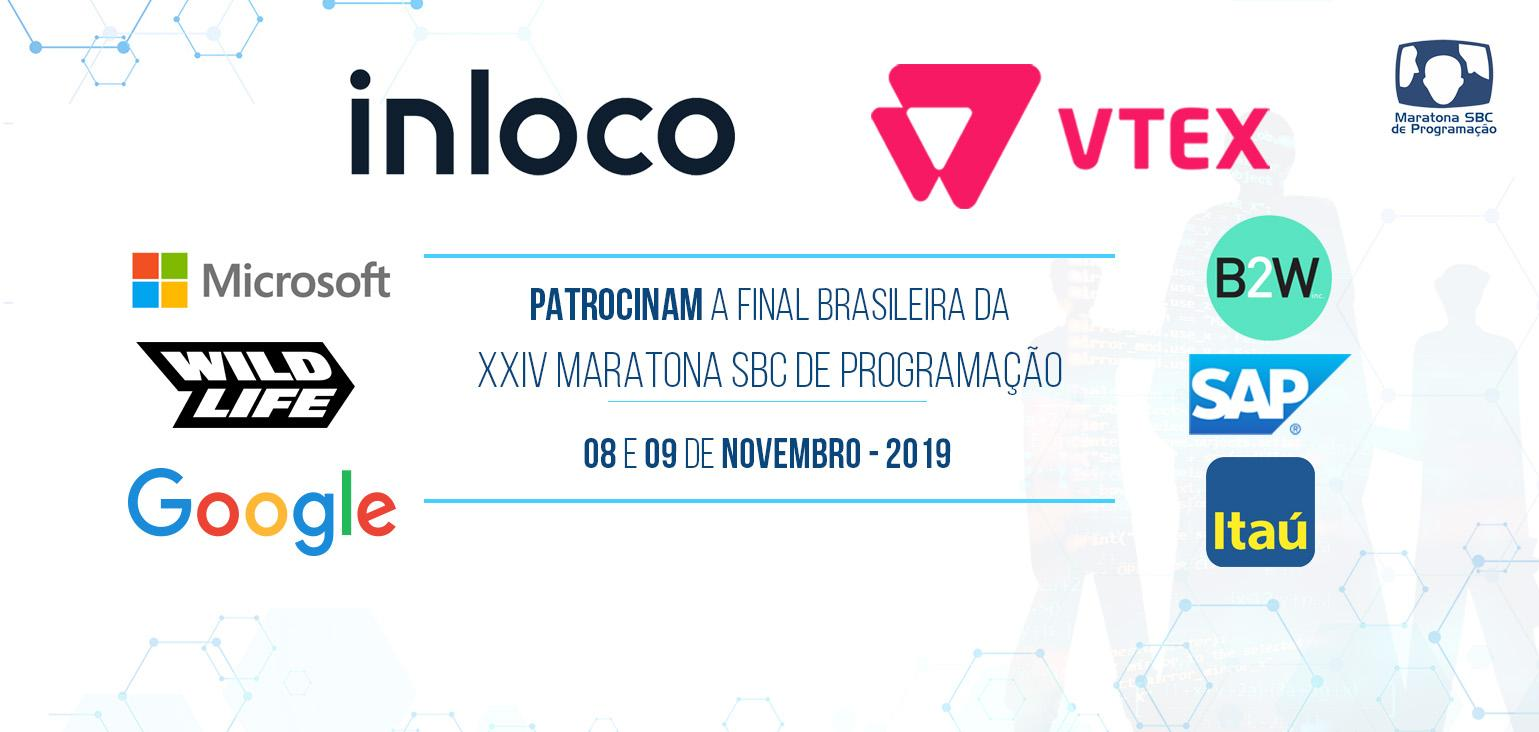 inloco
VTEX
Maratona SBC
de Programação
Microsoft
B2W
inc.
PATROCINAM A FINAL BRASILEIRA DA
WILD
LIFE
XXIV MARATONA SBC DE PROGRAMAÇÃO
SAP
®
08 E 09 DE NOVEMBRO - 2019
Google
Itaú